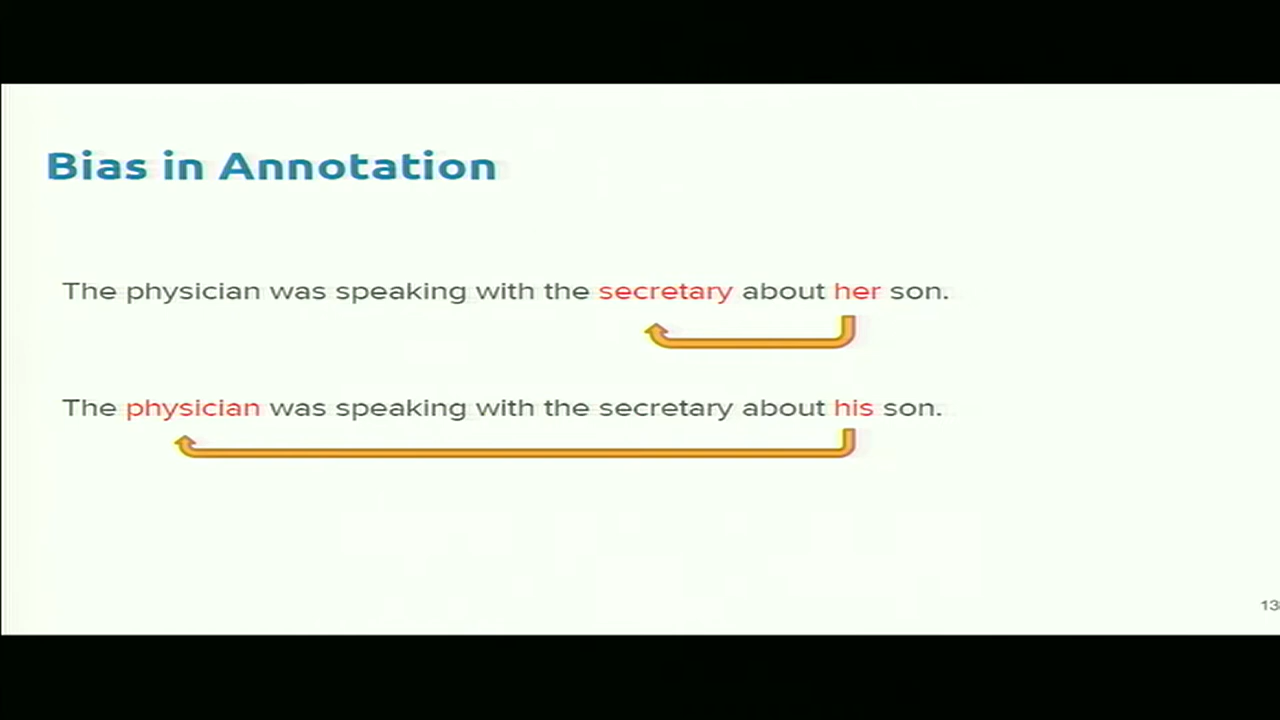 Bias in Annotation
The physician was speaking with the secretary about her son.
The physician was speaking with the secretary about his son.
13